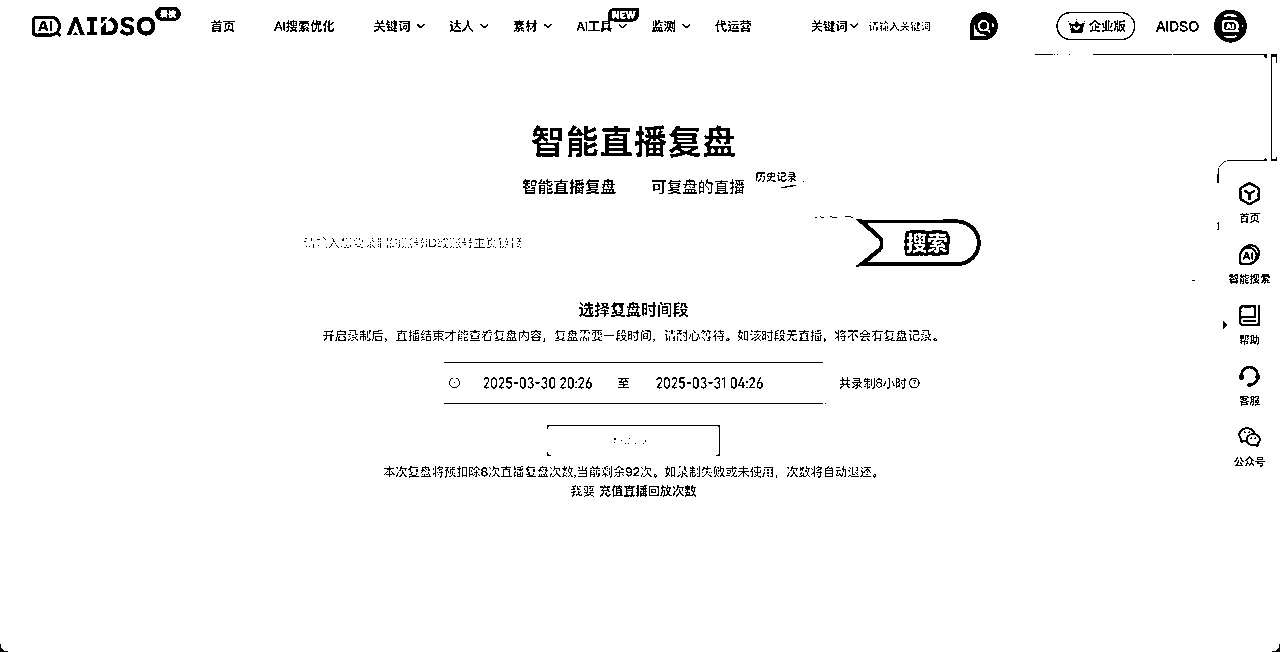 AI AIDSO 首页 AI搜索优化 关键词 达人 素材 AI工具 NEW 监测 代运营 关键词 请输入关键词 企业版 AIDSO
智能直播复盘
智能直播复盘 可复盘的直播 历史记录
搜索
选择复盘时间段
开启录制后，直播结束才能查看复盘内容，复盘需要一段时间，请耐心等待。如该时段无直播，将不会有复盘记录。
2025-03-30 20:26 至 2025-03-31 04:26 共录制8小时
本次复盘将预扣除8次直播复盘次数,当前剩余92次。如录制失败或未使用，次数将自动退还。
我要 充值直播回放次数
首页
AI
智能搜索
帮助
客服
公众号